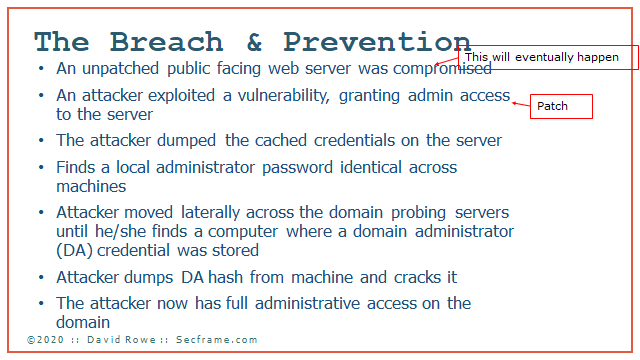 The Breach & Prevention
This will eventually happen
• An unpatched public facing web server was compromised
• An attacker exploited a vulnerability, granting admin access
to the server
Patch
• The attacker dumped the cached credentials on the server
• Finds a local administrator password identical across
machines
• Attacker moved laterally across the domain probing servers
until he/she finds a computer where a domain administrator
(DA) credential was stored
• Attacker dumps DA hash from machine and cracks it
• The attacker now has full administrative access on the
domain
©2020 :: David Rowe :: Secframe.com